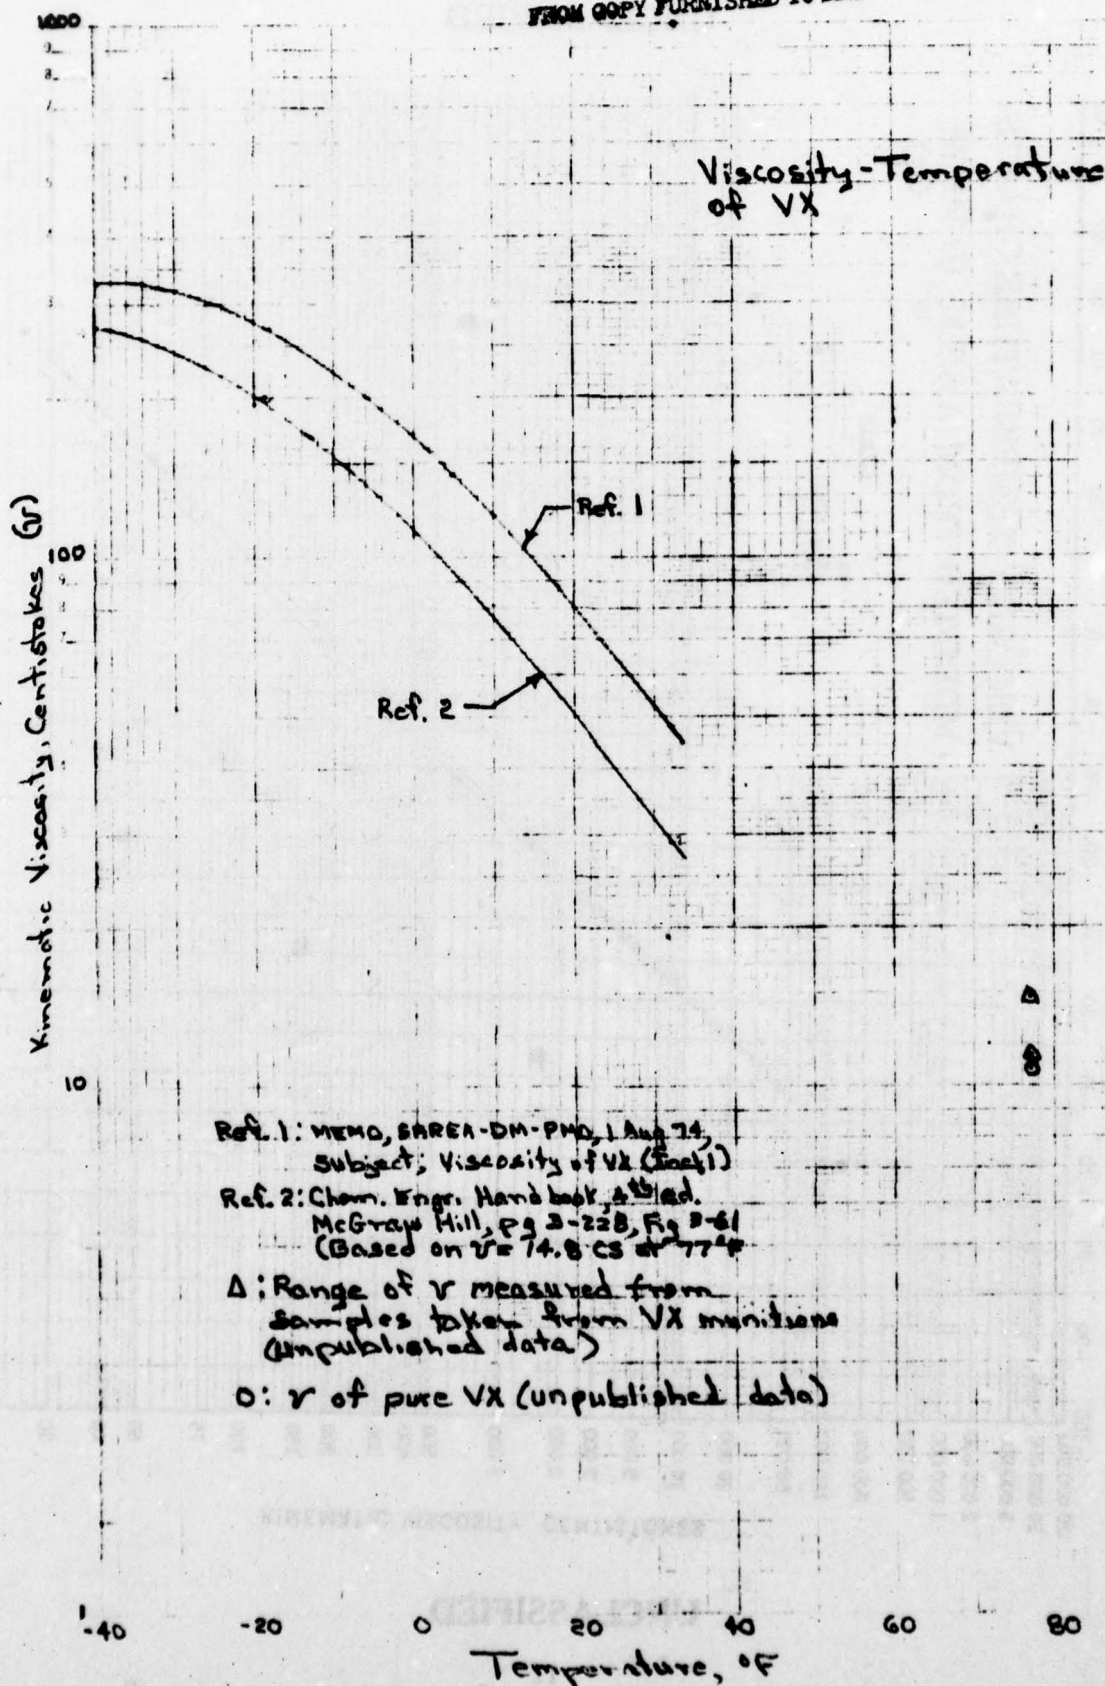 FROM COPY FURNISHED TO
1000
9
8
7
Viscosity-Temperature
of VX
Ref. 1
100
Ref. 2
Kinematic Viscosity, Centistokes (ν)
10
Ref. 1: MEMO, SAREA-DM-PMD, 1 Aug 74,
Subject; Viscosity of VX
Ref. 2: Chem. Engr. Handbook, 4th ed.
McGraw Hill, pg 3-228, Fig 3-61
(Based on ν = 14.8 CS at 77°F
Δ: Range of ν measured from
samples taken from VX munitions
(unpublished data)
O: ν of pure VX (unpublished data)
KINEMATIC VISCOSITY CENTISTOKES
UNCLASSIFIED
1
-40 -20 0 20 40 60 80
Temperature, °F